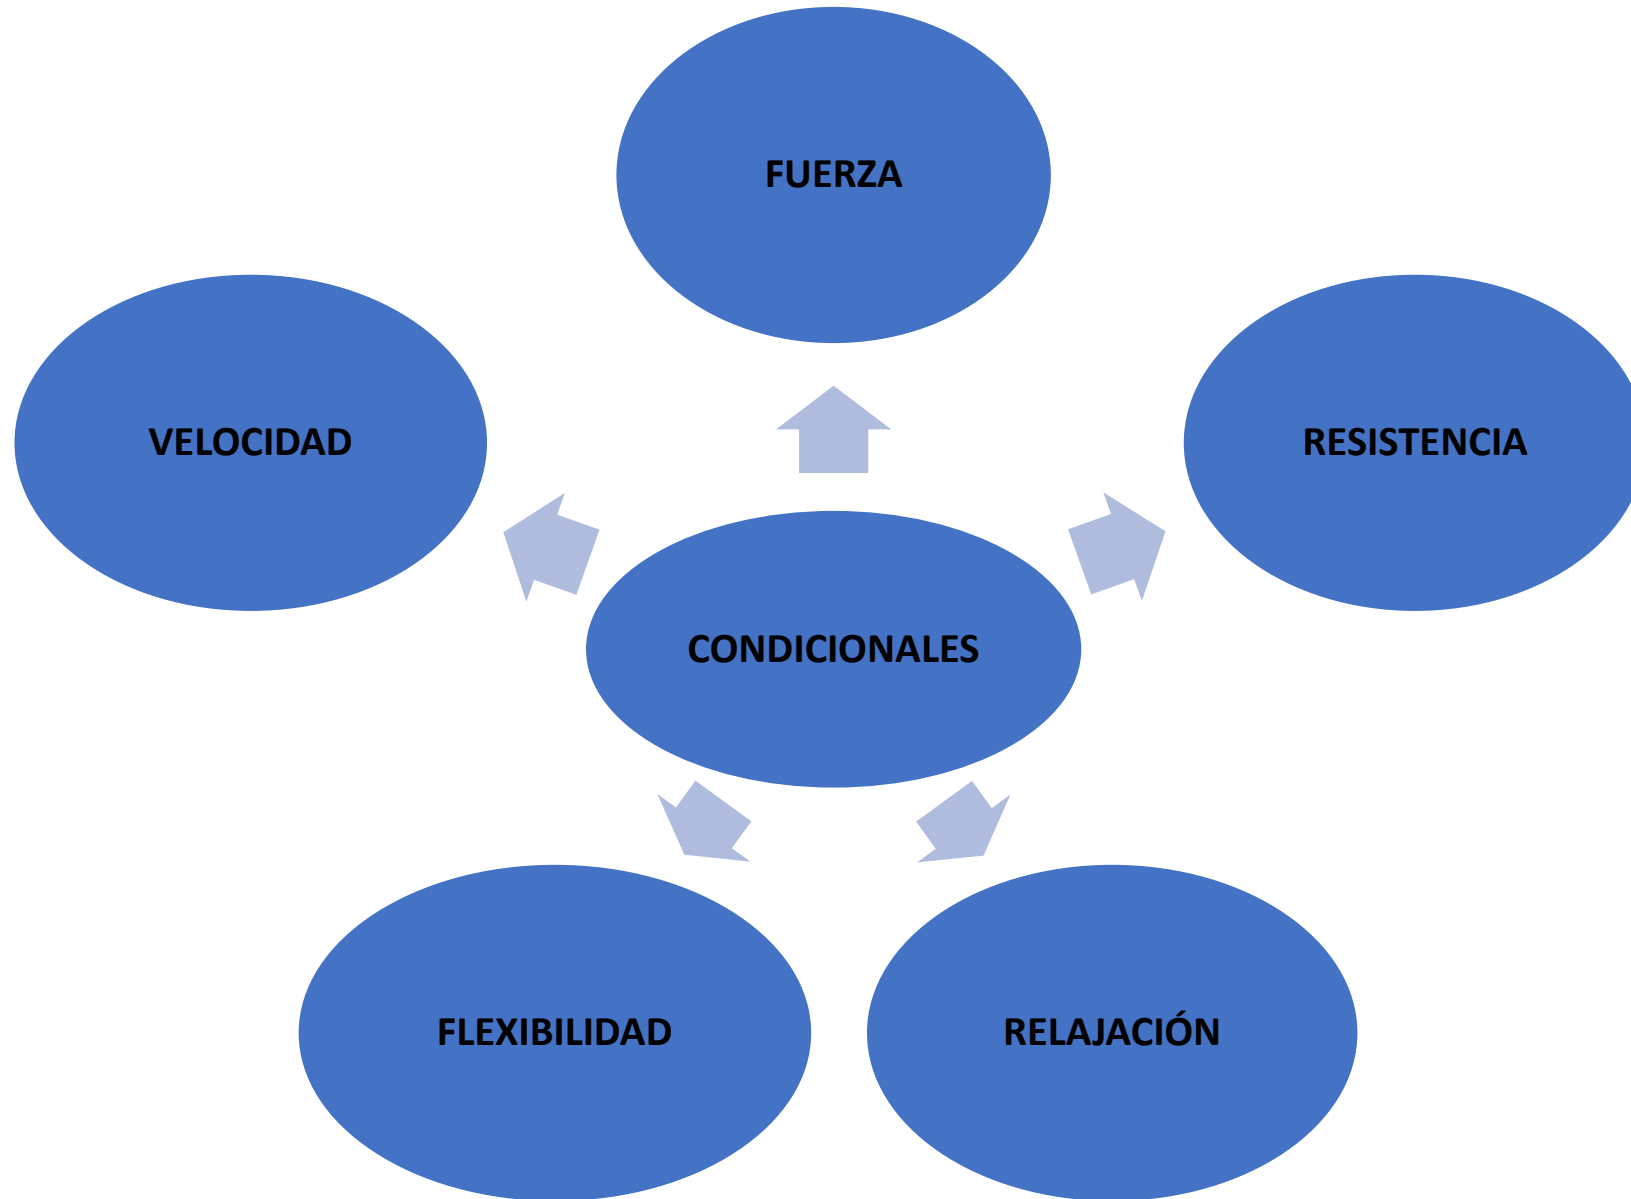 FUERZA
VELOCIDAD
RESISTENCIA
CONDICIONALES
FLEXIBILIDAD
RELAJACIÓN